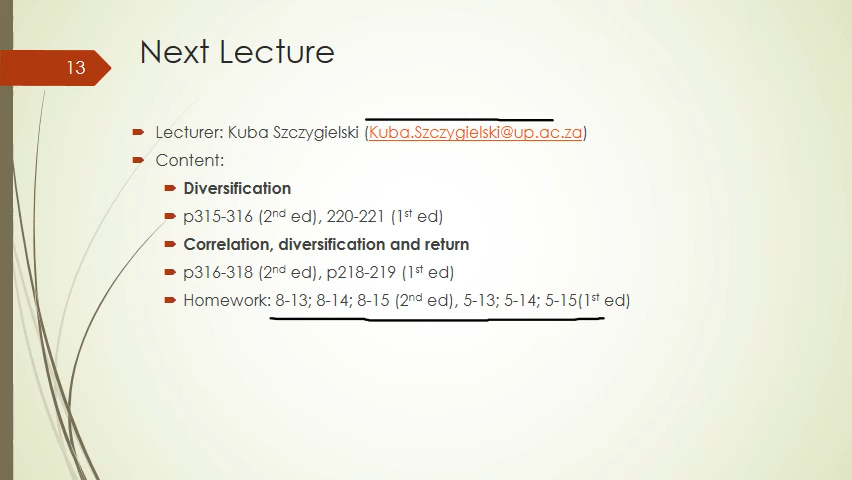 Next Lecture
13
Lecturer: Kuba Szczygielski (Kuba.Szczygielski@up.ac.za)
Content:
Diversification
p315-316 (2nd ed), 220-221 (1st ed)
Correlation, diversification and return
p316-318 (2nd ed), p218-219 (1st ed)
Homework: 8-13; 8-14; 8-15 (2nd ed), 5-13; 5-14; 5-15(1st ed)